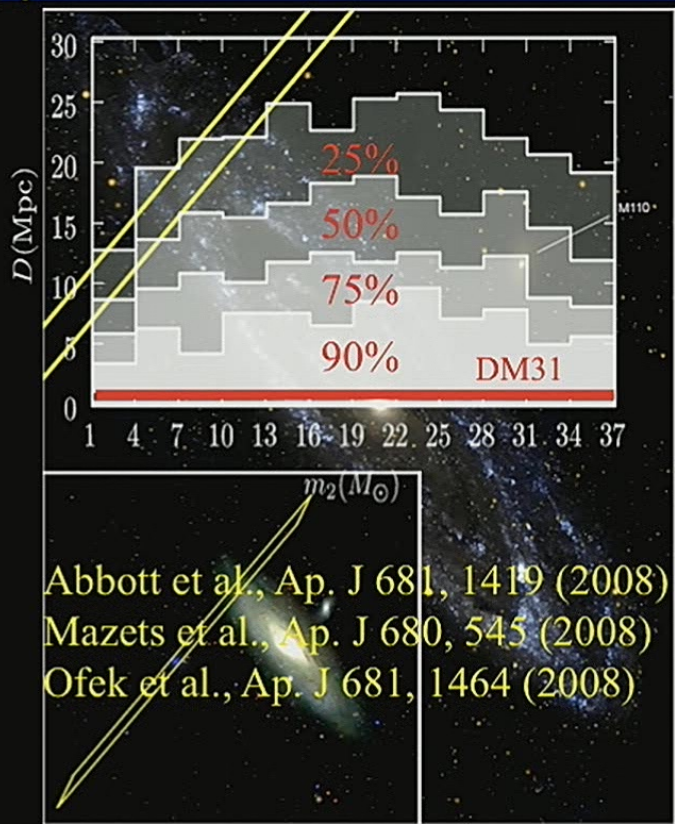 30
25
20
15
10
5
0
D(Mpc)
25%
50%
75%
90%
DM31
M110
1 4 7 10 13 16 19 22 25 28 31 34 37
m₂(M⊙)
Abbott et al., Ap. J 681, 1419 (2008)
Mazets et al., Ap. J 680, 545 (2008)
Ofek et al., Ap. J 681, 1464 (2008)